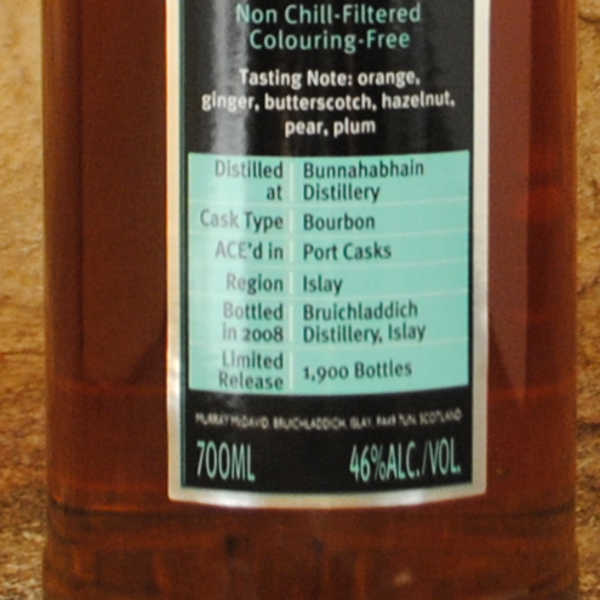 Non Chill-Filtered
Colouring-Free
Tasting Note: orange,
ginger, butterscotch, hazelnut,
pear, plum
Distilled at Bunnahabhain Distillery
Cask Type Bourbon
ACE'd in Port Casks
Region Islay
Bottled in 2008 Bruichladdich Distillery, Islay
Limited Release 1,900 Bottles
MURRAY McDAVID, BRUICHLADDICH, ISLAY, PA49 7UN, SCOTLAND
700ML 46%ALC./VOL.